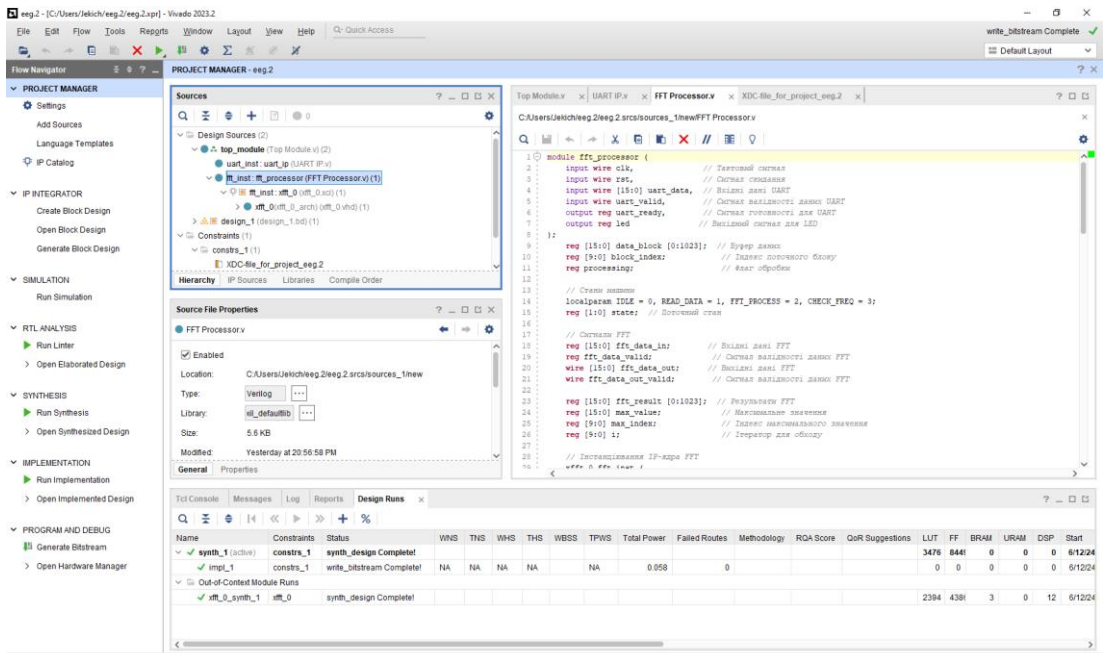 eeg.2 - [C:/Users/Jekich/eeg.2/eeg.2.xpr] - Vivado 2023.2
File Edit Flow Tools Reports Window Layout View Help Quick Access
write_bitstream Complete
Default Layout
Flow Navigator
PROJECT MANAGER - eeg.2
PROJECT MANAGER
Settings
Add Sources
Language Templates
IP Catalog
IP INTEGRATOR
Create Block Design
Open Block Design
Generate Block Design
SIMULATION
Run Simulation
RTL ANALYSIS
Run Linter
Open Elaborated Design
SYNTHESIS
Run Synthesis
Open Synthesized Design
IMPLEMENTATION
Run Implementation
Open Implemented Design
PROGRAM AND DEBUG
Generate Bitstream
Open Hardware Manager
Sources
0
Design Sources (2)
top_module (Top Module.v) (2)
uart_inst : uart_ip (UART IP.v)
fft_inst : fft_processor (FFT Processor.v) (1)
fft_inst : xfft_0 (xfft_0.xci) (1)
xfft_0(xfft_0_arch) (xfft_0.vhd) (1)
design_1 (design_1.bd) (1)
Constraints (1)
constrs_1 (1)
XDC-file_for_project_eeg.2
Hierarchy IP Sources Libraries Compile Order
Source File Properties
FFT Processor.v
Enabled
Location: C:/Users/Jekich/eeg.2/eeg.2.srcs/sources_1/new
Type: Verilog
Library: xil_defaultlib
Size: 5.6 KB
Modified: Yesterday at 20:56:58 PM
General Properties
Top Module.v UART IP.v FFT Processor.v XDC-file_for_project_eeg.2
C:/Users/Jekich/eeg.2/eeg.2.srcs/sources_1/new/FFT Processor.v
1 module fft_processor (
2 input wire clk, // Тактовий сигнал
3 input wire rst, // Сигнал скидання
4 input wire [15:0] uart_data, // Вхідні дані UART
5 input wire uart_valid, // Сигнал валідності даних UART
6 output reg uart_ready, // Сигнал готовності для UART
7 output reg led // Вихідний сигнал для LED
8 );
9 reg [15:0] data_block [0:1023]; // Буфер даних
10 reg [9:0] block_index; // Індекс поточного блоку
11 reg processing; // Флаг обробки
12
13 // Стани машини
14 localparam IDLE = 0, READ_DATA = 1, FFT_PROCESS = 2, CHECK_FREQ = 3;
15 reg [1:0] state; // Поточний стан
16
17 // Сигнали FFT
18 reg [15:0] fft_data_in; // Вхідні дані FFT
19 reg fft_data_valid; // Сигнал валідності даних FFT
20 wire [15:0] fft_data_out; // Вихідні дані FFT
21 wire fft_data_out_valid; // Сигнал валідності даних FFT
22
23 reg [15:0] fft_result [0:1023]; // Результати FFT
24 reg [15:0] max_value; // Максимальне значення
25 reg [9:0] max_index; // Індекс максимального значення
26 reg [9:0] i; // Ітератор для обходу
27
28 // Інстанціювання IP-ядра FFT
29 xfft_0 fft_inst (
Tcl Console Messages Log Reports Design Runs
Name Constraints Status WNS TNS WHS THS WBSS TPWS Total Power Failed Routes Methodology RQA Score QoR Suggestions LUT FF BRAM URAM DSP Start
synth_1 (active) constrs_1 synth_design Complete! 3476 8449 0 0 0 6/12/24
impl_1 constrs_1 write_bitstream Complete! NA NA NA NA NA 0.058 0 0 0 0 0 0 6/12/24
Out-of-Context Module Runs
xfft_0_synth_1 xfft_0 synth_design Complete! 2394 4386 3 0 12 6/12/24